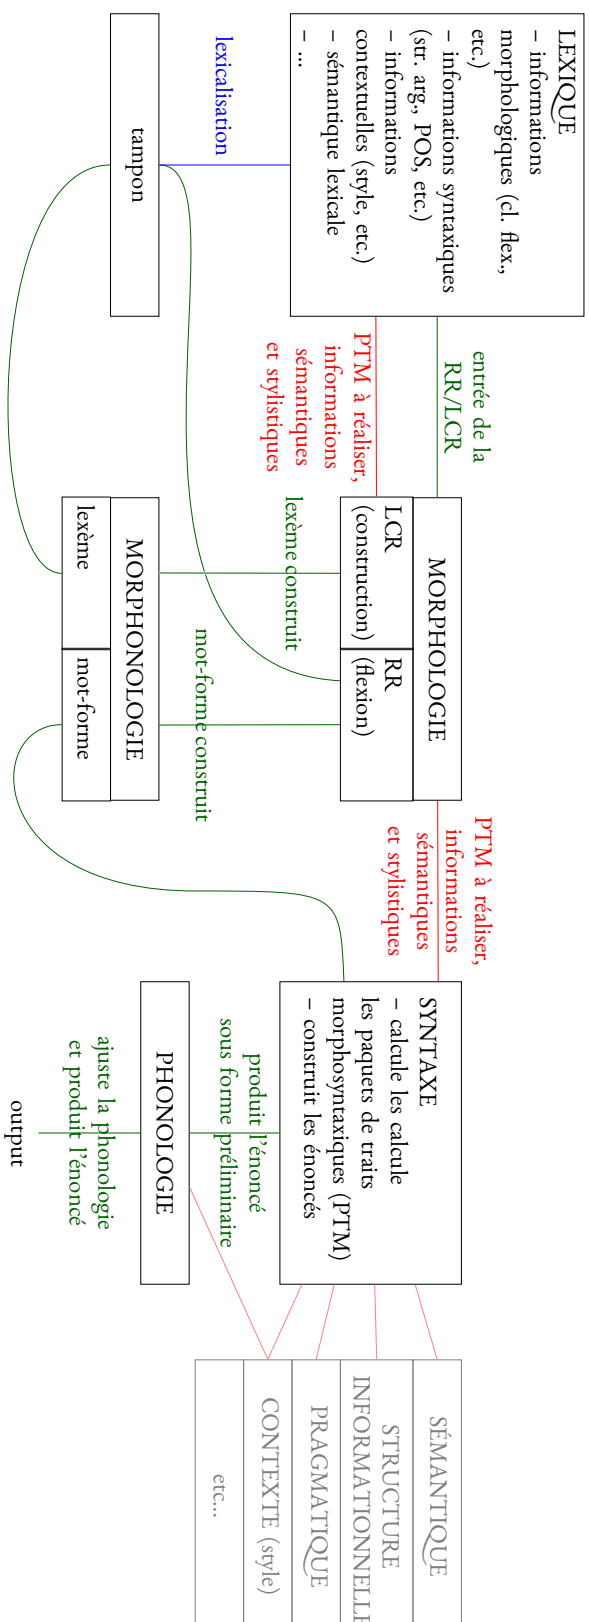 LEXIQUE
– informations
morphologiques (cl. flex.,
etc.)
– informations syntaxiques
(str. arg., POS, etc.)
– informations
contextuelles (style, etc.)
– sémantique lexicale
– ...
lexicalisation
tampon
entrée de la
RR/LCR
PTM à réaliser,
informations
sémantiques
et stylistiques
MORPHOLOGIE
LCR
(construction)
RR
(flexion)
lexème construit
mot-forme construit
MORPHONOLOGIE
lexème
mot-forme
PTM à réaliser,
informations
sémantiques
et stylistiques
SYNTAXE
– calcule les calcule
les paquets de traits
morphosyntaxiques (PTM)
– construit les énoncés
produit l'énoncé
sous forme préliminaire
PHONOLOGIE
ajuste la phonologie
et produit l'énoncé
output
SÉMANTIQUE
STRUCTURE
INFORMATIONNELLE
PRAGMATIQUE
CONTEXTE (style)
etc...